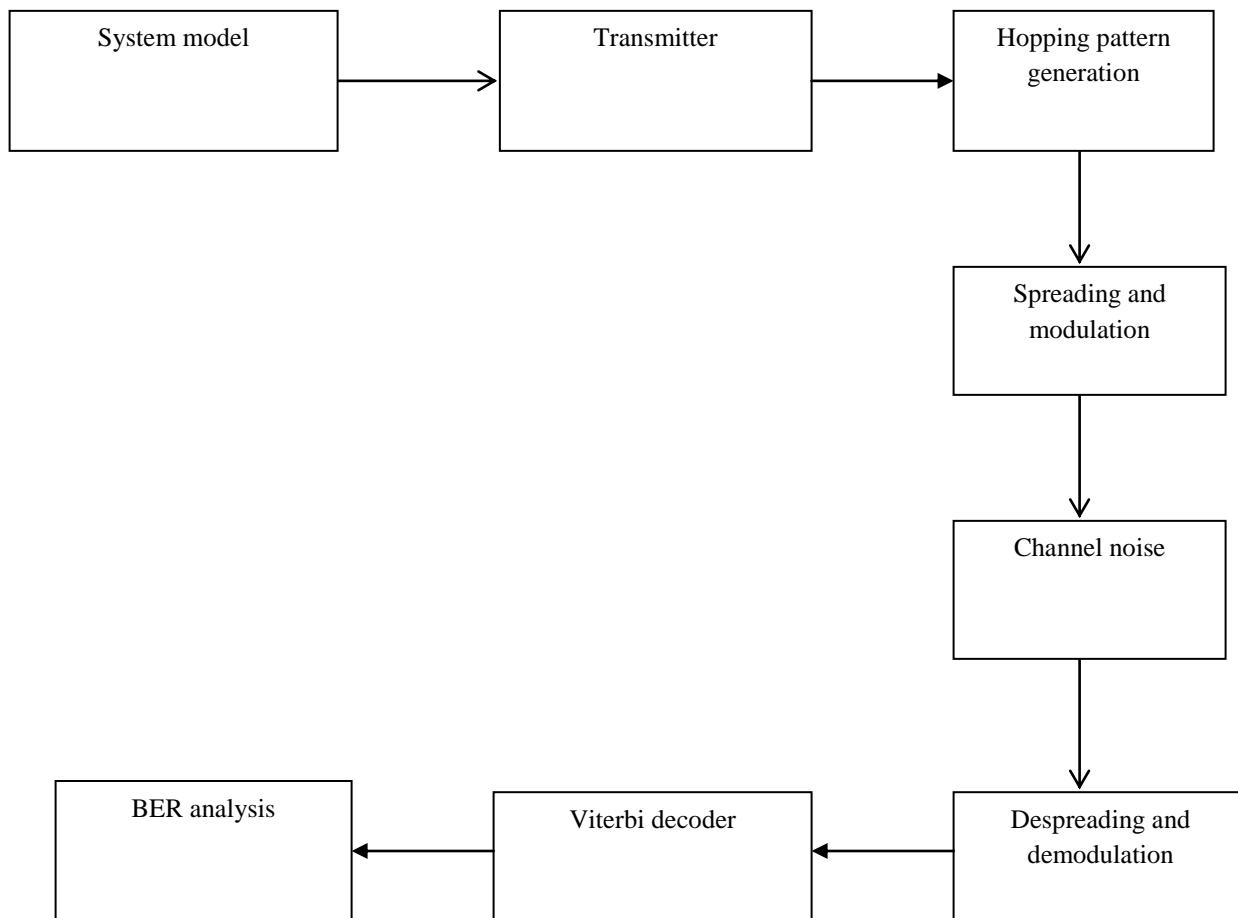 System model
Transmitter
Hopping pattern
generation
Spreading and
modulation
Channel noise
Despreading and
demodulation
Viterbi decoder
BER analysis